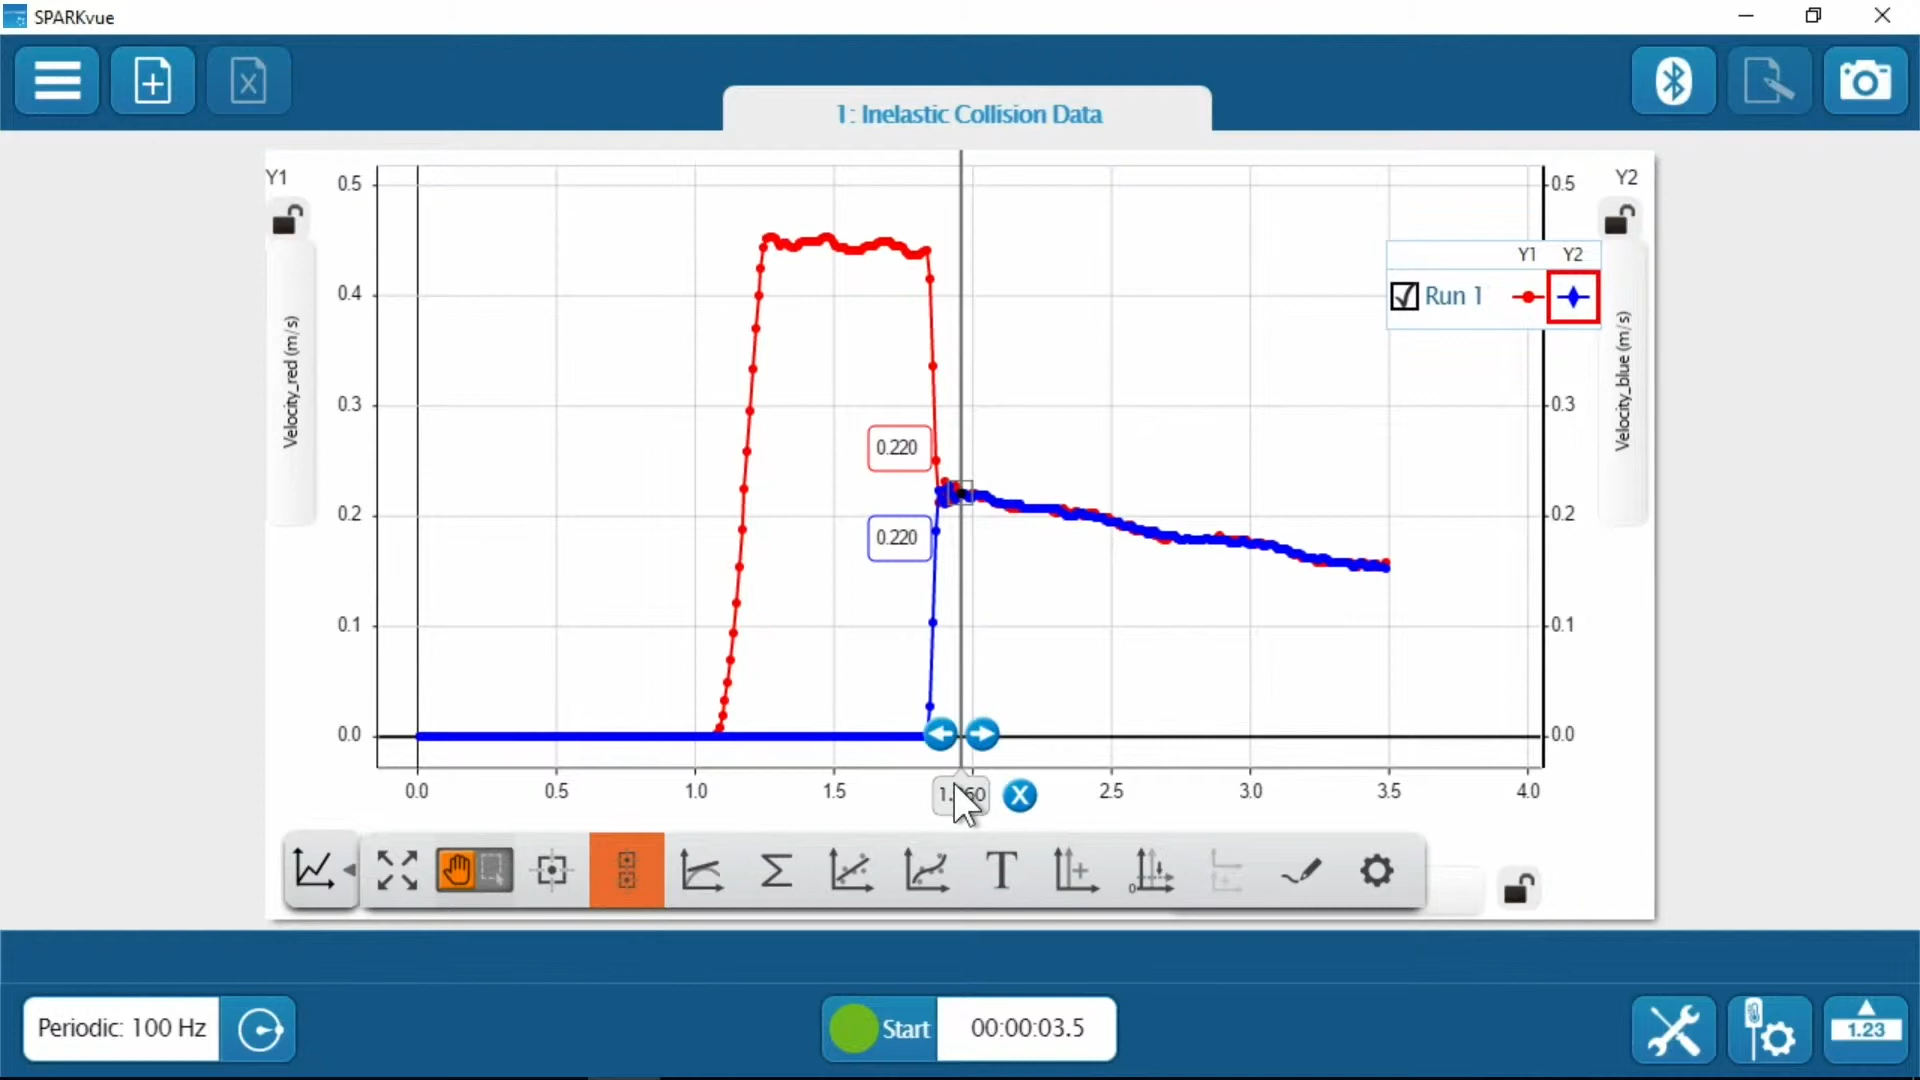 SPARKvue
1: Inelastic Collision Data
Y1
Y2
0.5
0.4
0.3
0.2
0.1
0.0
Velocity_red (m/s)
0.5
0.3
0.2
0.1
0.0
Velocity_blue (m/s)
Y1 Y2
Run 1
0.220
0.220
0.0 0.5 1.0 1.5 2.5 3.0 3.5 4.0
X
Periodic: 100 Hz
Start
00:00:03.5
1.23